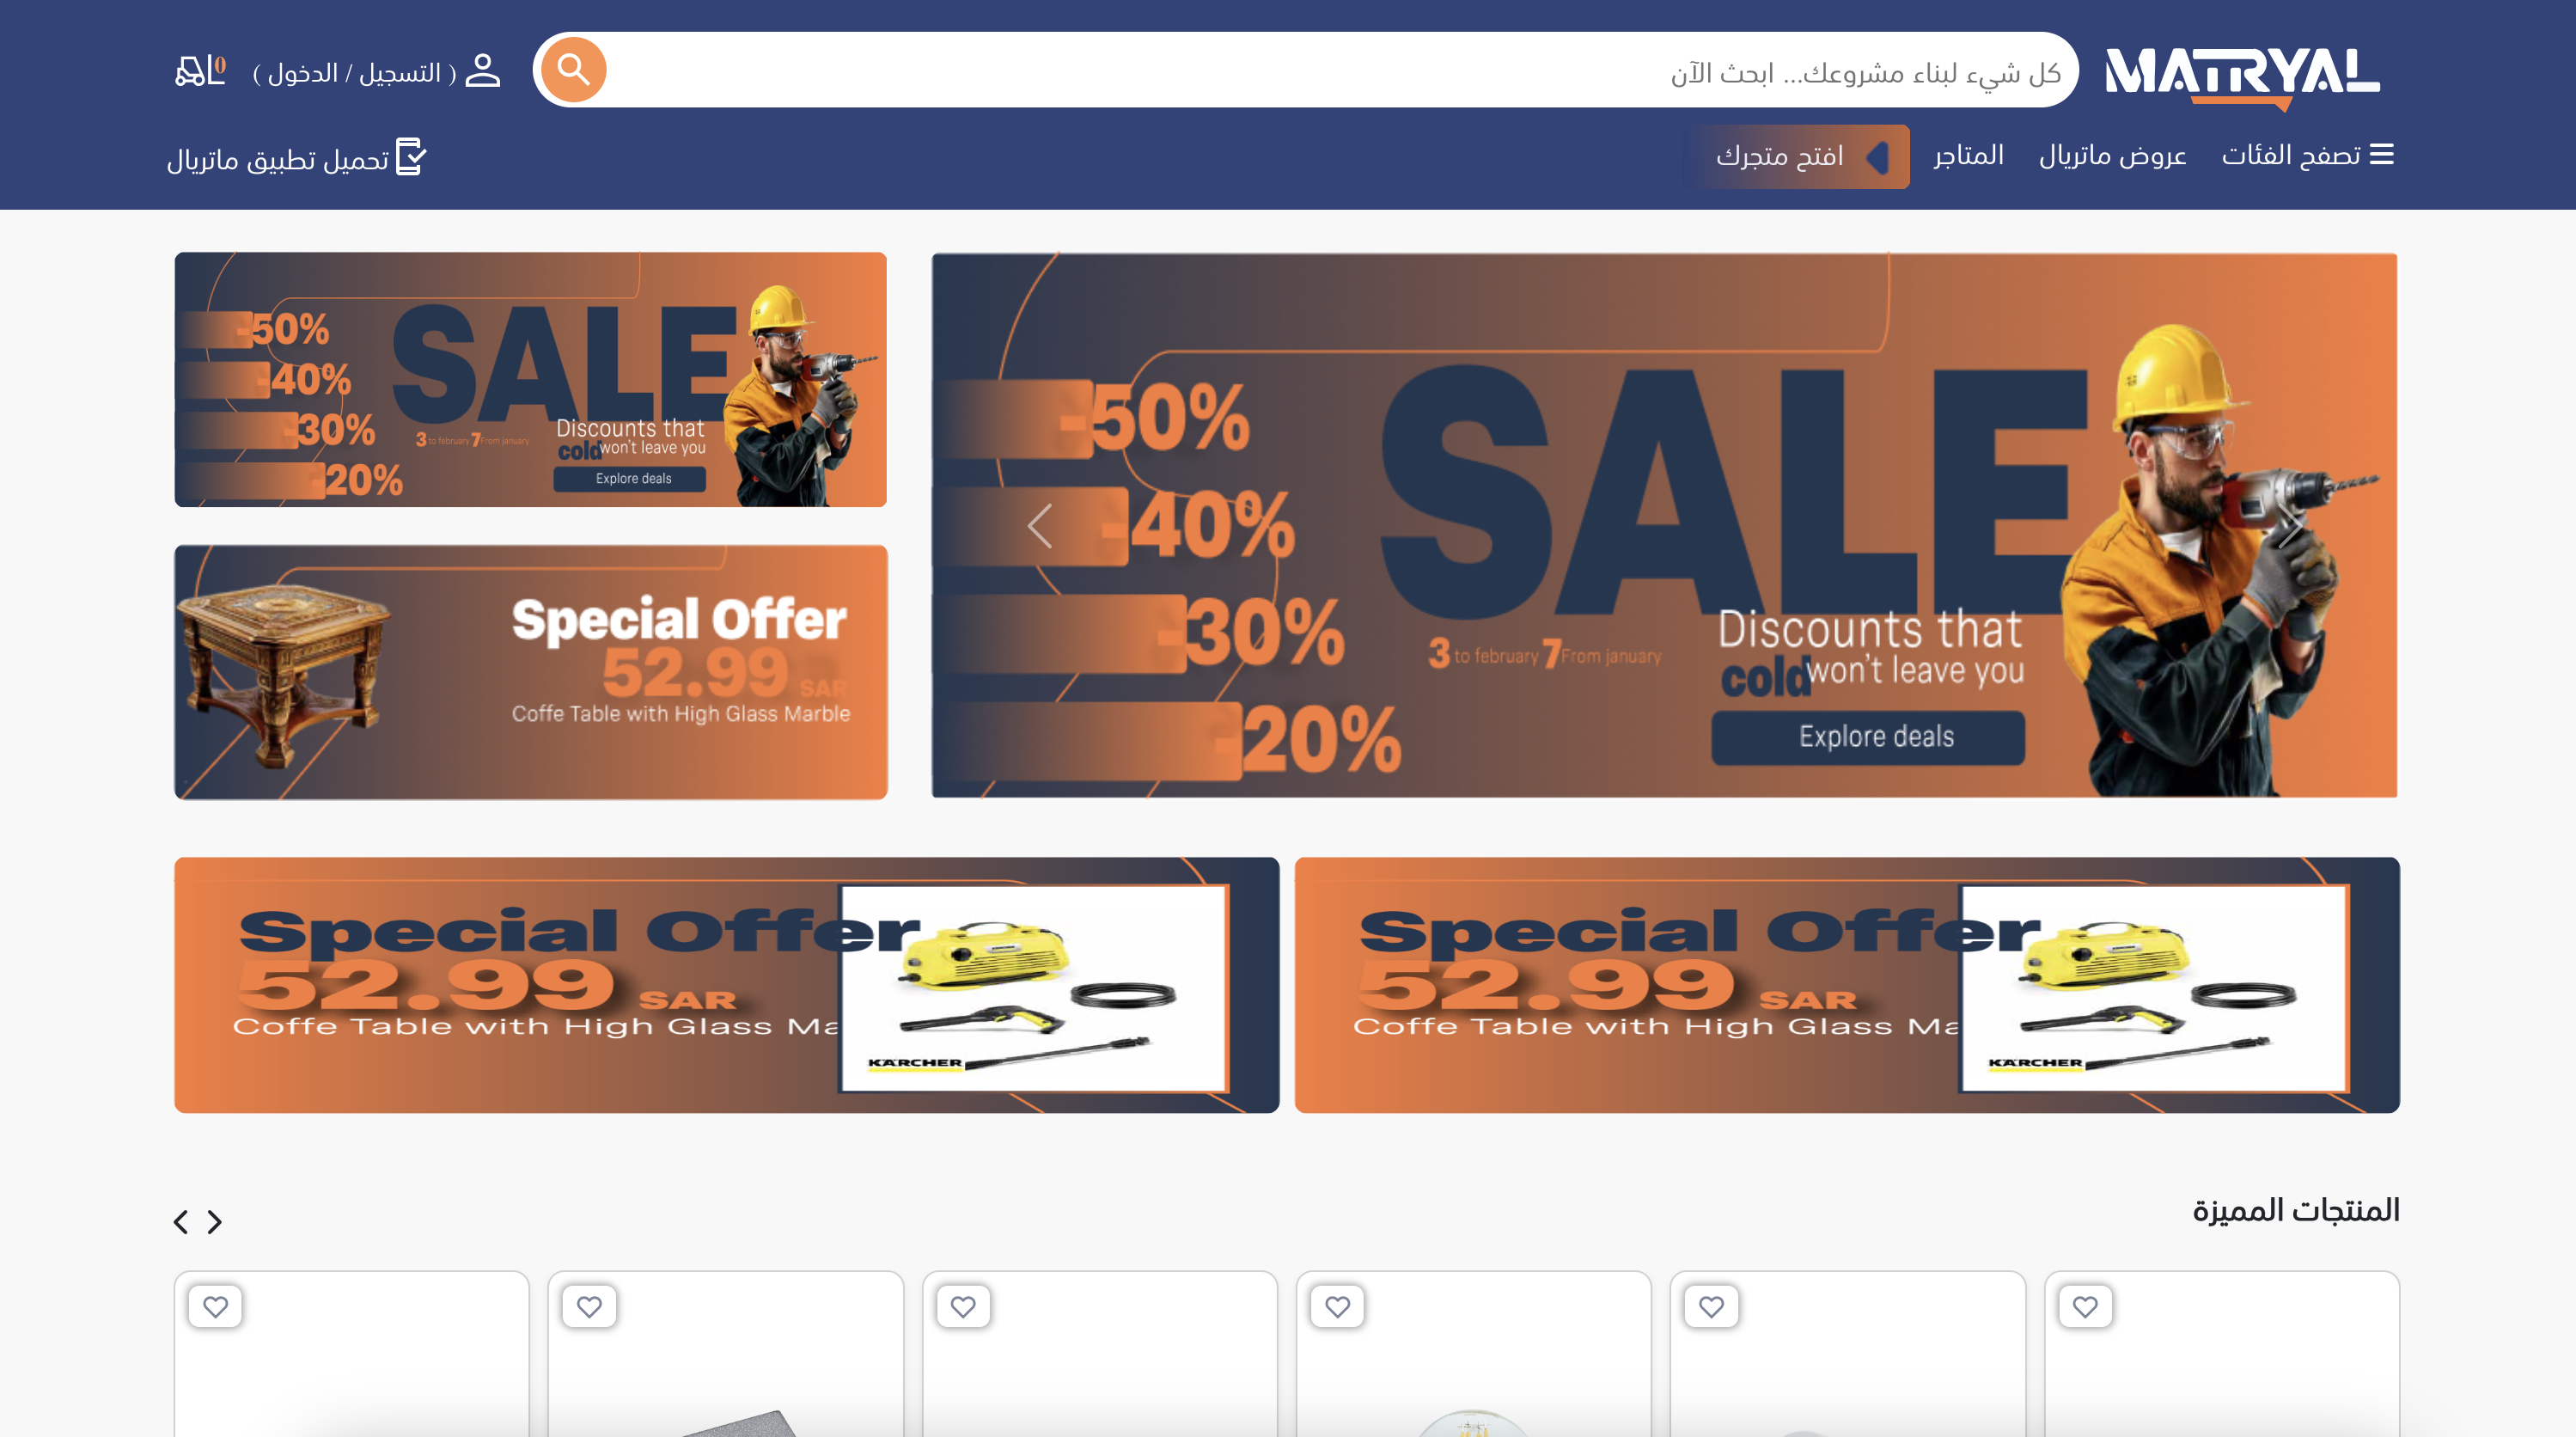 MATRYAL
كل شيء لبناء مشروعك... ابحث الآن
( التسجيل / الدخول )
0
تصفح الفئات
عروض ماتريال
المتاجر
افتح متجرك
تحميل تطبيق ماتريال
SALE
-50%
-40%
-30%
-20%
3 to february 7 From january
Discounts that
cold won't leave you
Explore deals
SALE
-50%
-40%
-30%
-20%
3 to february 7 From january
Discounts that
cold won't leave you
Explore deals
Special Offer
52.99 SAR
Coffe Table with High Glass Marble
Special Offer
52.99 SAR
Coffe Table with High Glass Ma
KARCHER
Special Offer
52.99 SAR
Coffe Table with High Glass Ma
KARCHER
المنتجات المميزة